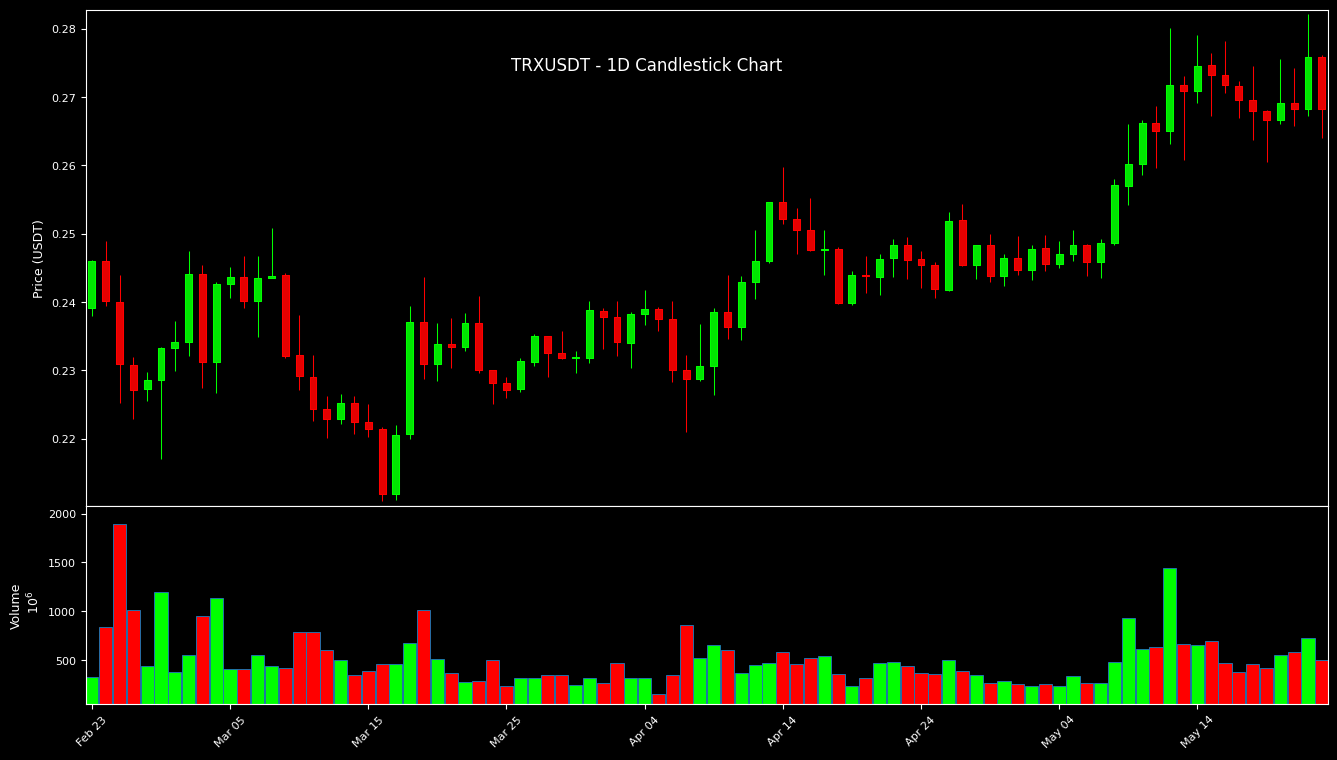 TRXUSDT - 1D Candlestick Chart
Price (USDT)
0.28
0.27
0.26
0.25
0.24
0.23
0.22
Volume
10^6
2000
1500
1000
500
Feb 23
Mar 05
Mar 15
Mar 25
Apr 04
Apr 14
Apr 24
May 04
May 14